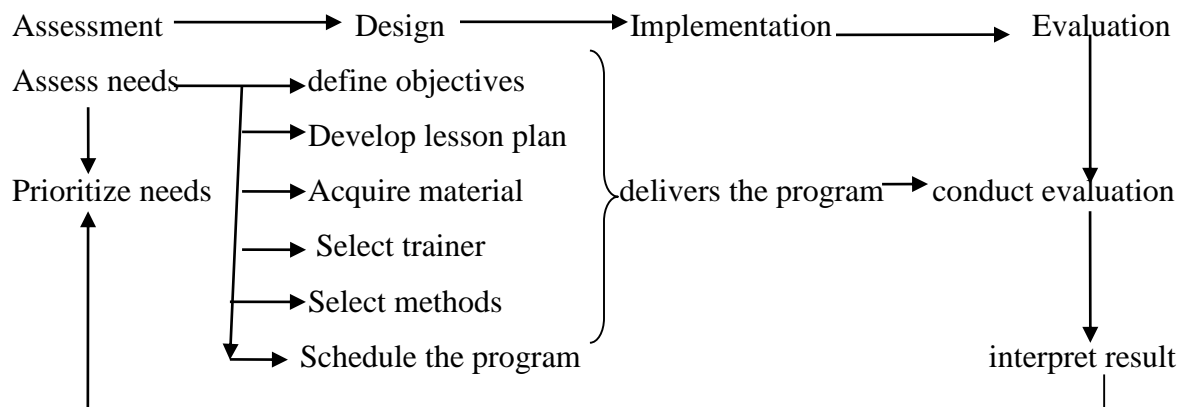 Assessment Design Implementation Evaluation
Assess needs define objectives
Develop lesson plan
Prioritize needs Acquire material delivers the program conduct evaluation
Select trainer
Select methods
Schedule the program interpret result